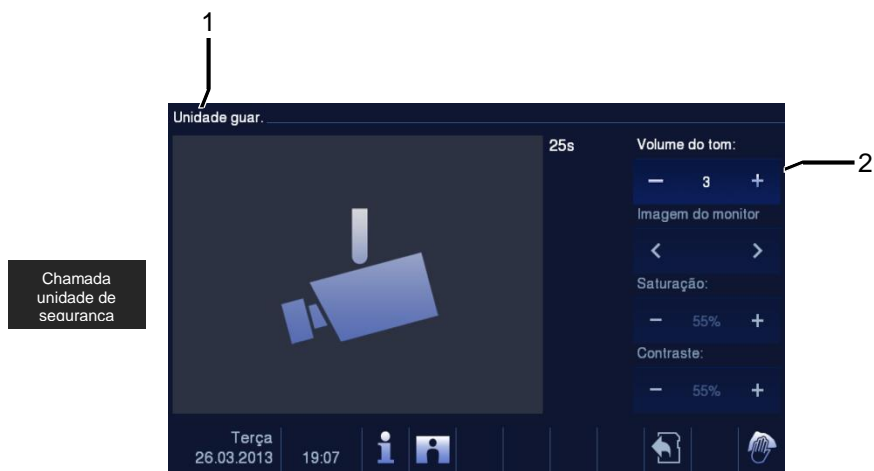 1
Unidade guar.
25s
Volume do tom:
2
− 3 +
Imagem do monitor
< >
Chamada
unidade de
segurança
Saturação:
− 55% +
Contraste:
− 55% +
Terça
26.03.2013
19:07
i